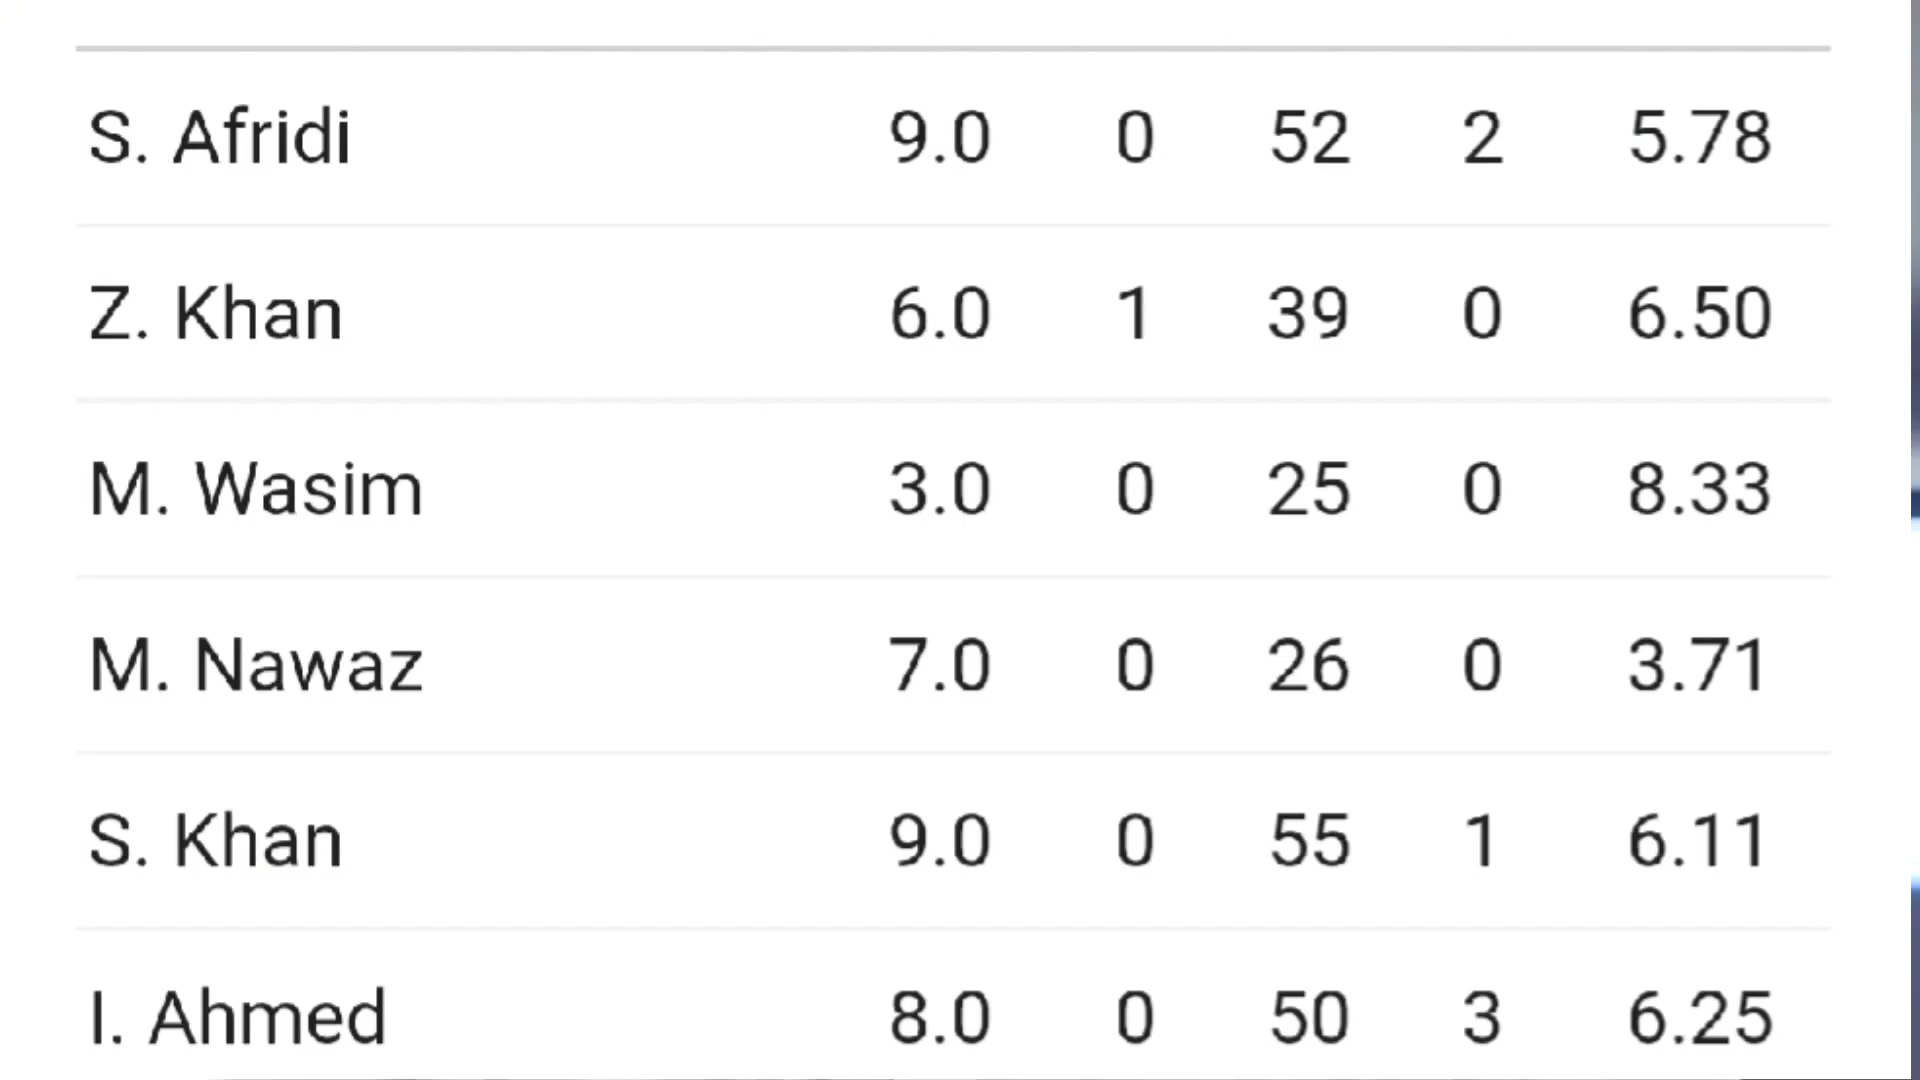 S. Afridi 9.0 0 52 2 5.78
Z. Khan 6.0 1 39 0 6.50
M. Wasim 3.0 0 25 0 8.33
M. Nawaz 7.0 0 26 0 3.71
S. Khan 9.0 0 55 1 6.11
I. Ahmed 8.0 0 50 3 6.25